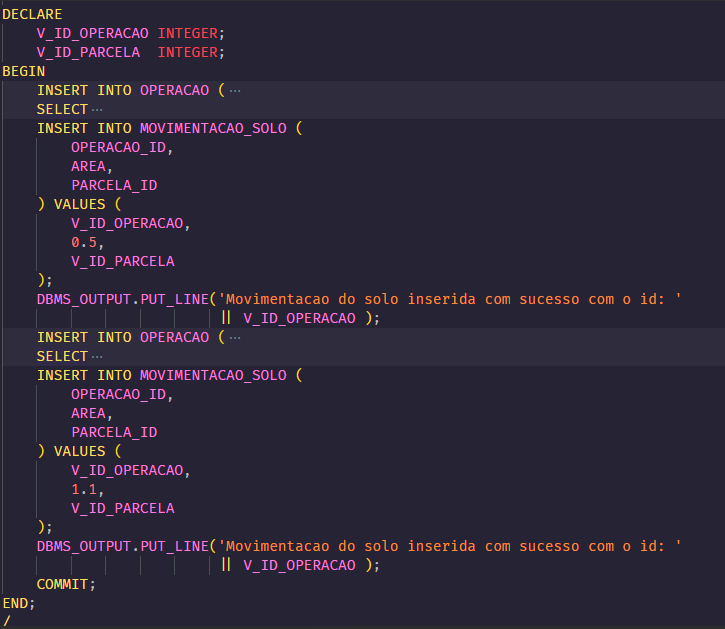 DECLARE
    V_ID_OPERACAO INTEGER;
    V_ID_PARCELA  INTEGER;
BEGIN
    INSERT INTO OPERACAO (···
    SELECT···
    INSERT INTO MOVIMENTACAO_SOLO (
        OPERACAO_ID,
        AREA,
        PARCELA_ID
    ) VALUES (
        V_ID_OPERACAO,
        0.5,
        V_ID_PARCELA
    );
    DBMS_OUTPUT.PUT_LINE('Movimentacao do solo inserida com sucesso com o id: '
                         || V_ID_OPERACAO );
    INSERT INTO OPERACAO (···
    SELECT···
    INSERT INTO MOVIMENTACAO_SOLO (
        OPERACAO_ID,
        AREA,
        PARCELA_ID
    ) VALUES (
        V_ID_OPERACAO,
        1.1,
        V_ID_PARCELA
    );
    DBMS_OUTPUT.PUT_LINE('Movimentacao do solo inserida com sucesso com o id: '
                         || V_ID_OPERACAO );
    COMMIT;
END;
/